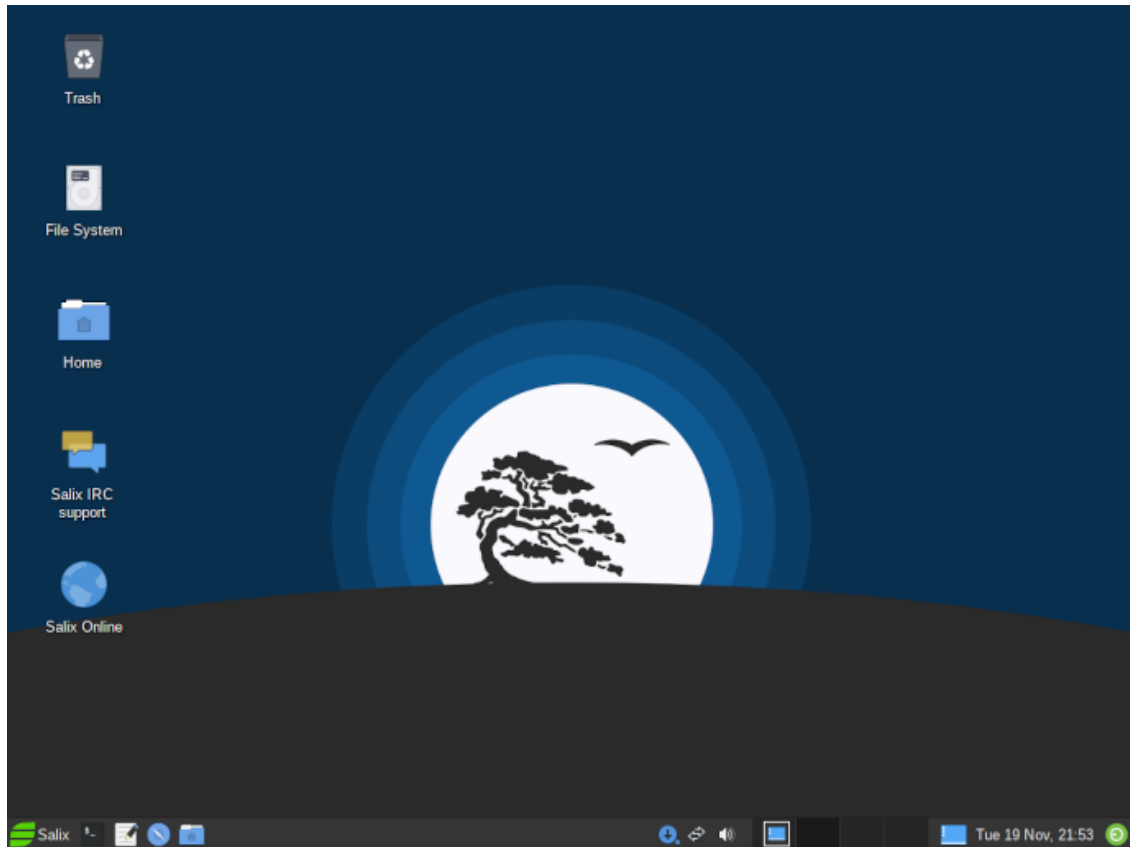 Trash
File System
Home
Salix IRC
support
Salix Online
Salix
Tue 19 Nov, 21:53